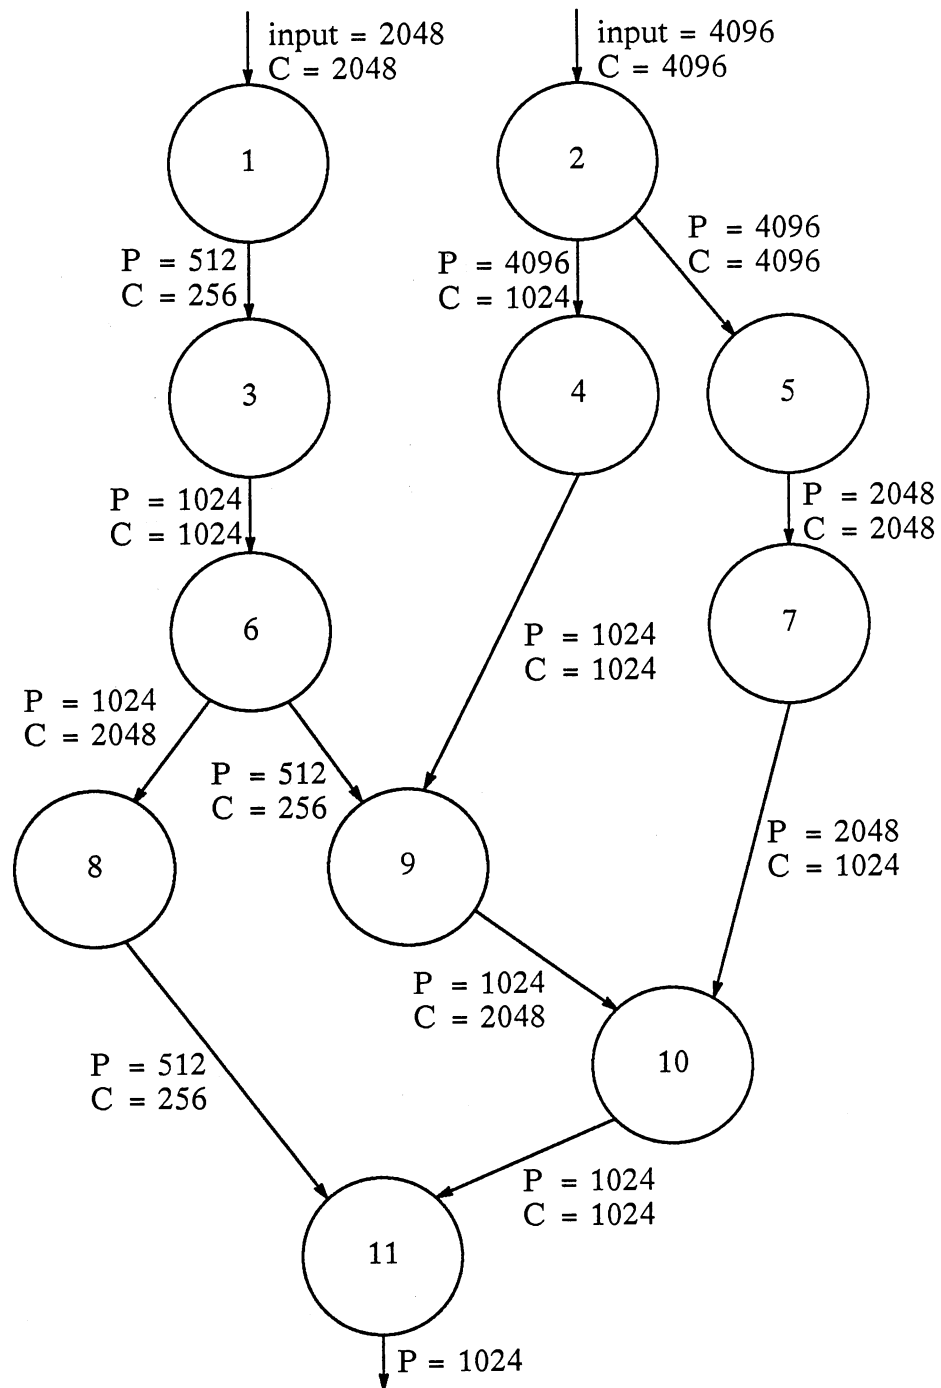 input = 2048
C = 2048
input = 4096
C = 4096
1
2
P = 4096
C = 4096
P = 512
C = 256
P = 4096
C = 1024
3
4
5
P = 1024
C = 1024
P = 2048
C = 2048
6
7
P = 1024
C = 1024
P = 1024
C = 2048
P = 512
C = 256
8
9
P = 2048
C = 1024
P = 1024
C = 2048
10
P = 512
C = 256
P = 1024
C = 1024
11
P = 1024